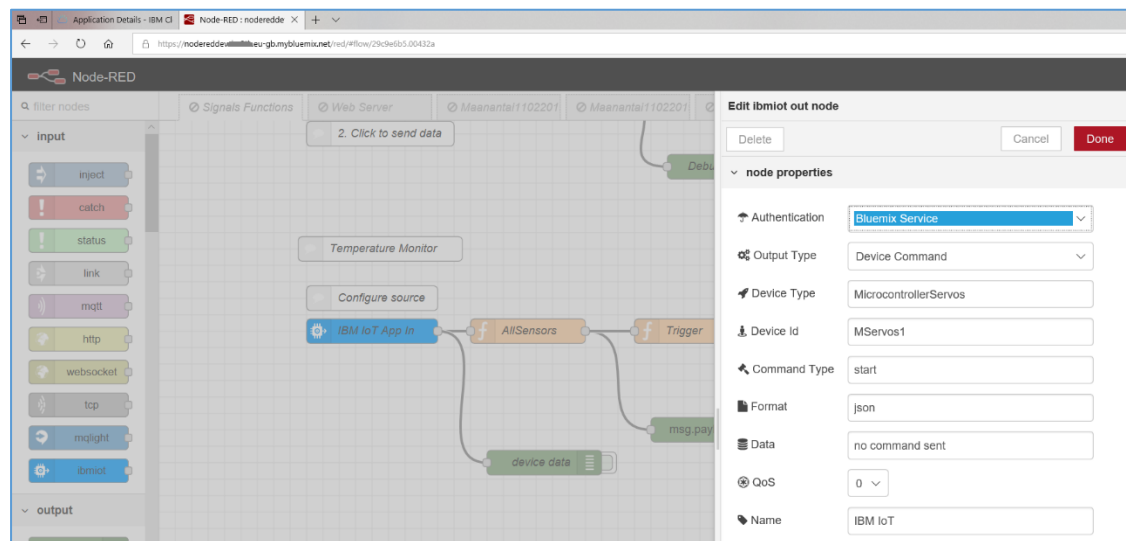 Application Details - IBM Cl
Node-RED : noderedde
https://nodereddev eu-gb.mybluemix.net/red/#flow/29c9e6b5.00432a
Node-RED
filter nodes
Signals Functions
Web Server
Maanantai1102201
Maanantai1102201
input
inject
catch
status
link
mqtt
http
websocket
tcp
mqlight
ibmiot
output
2. Click to send data
Debu
Temperature Monitor
Configure source
IBM IoT App In
AllSensors
Trigger
msg.pay
device data
Edit ibmiot out node
Delete
Cancel
Done
node properties
Authentication
Bluemix Service
Output Type
Device Command
Device Type
MicrocontrollerServos
Device Id
MServos1
Command Type
start
Format
json
Data
no command sent
QoS
0
Name
IBM IoT